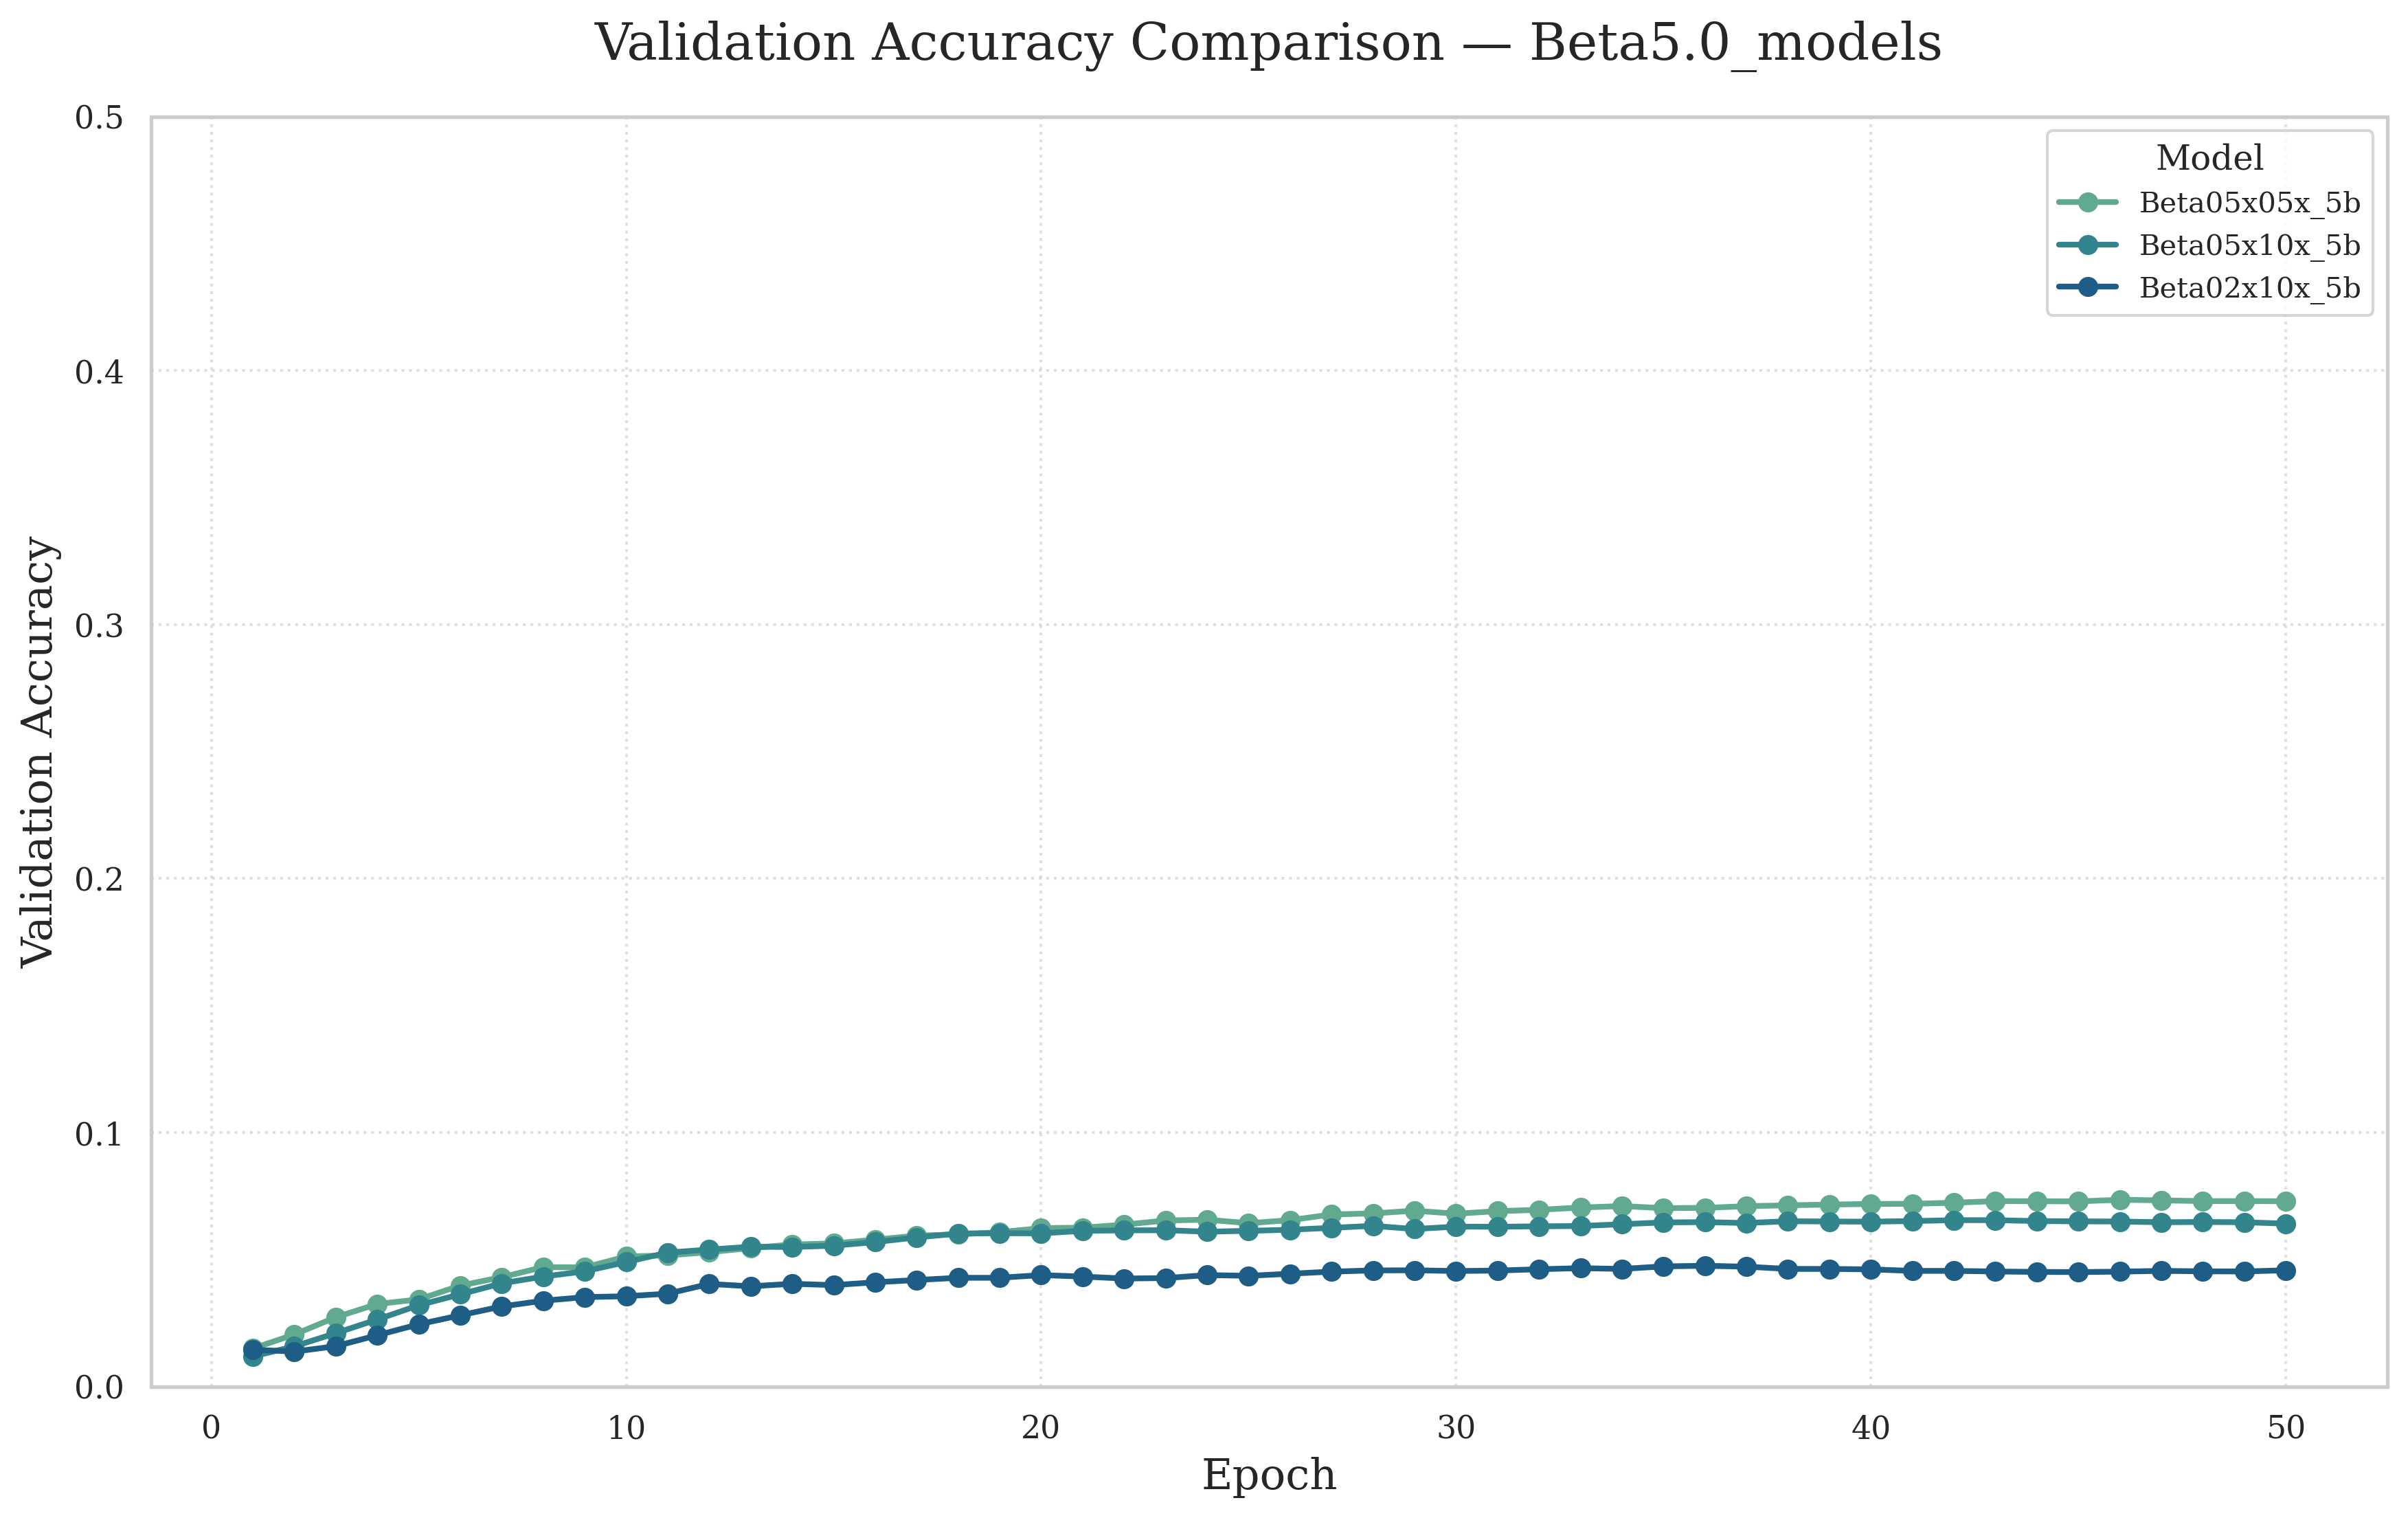 Validation Accuracy Comparison — Beta5.0_models
Model
Beta05x05x_5b
Beta05x10x_5b
Beta02x10x_5b
Validation Accuracy
0.5
0.4
0.3
0.2
0.1
0.0
0 10 20 30 40 50
Epoch